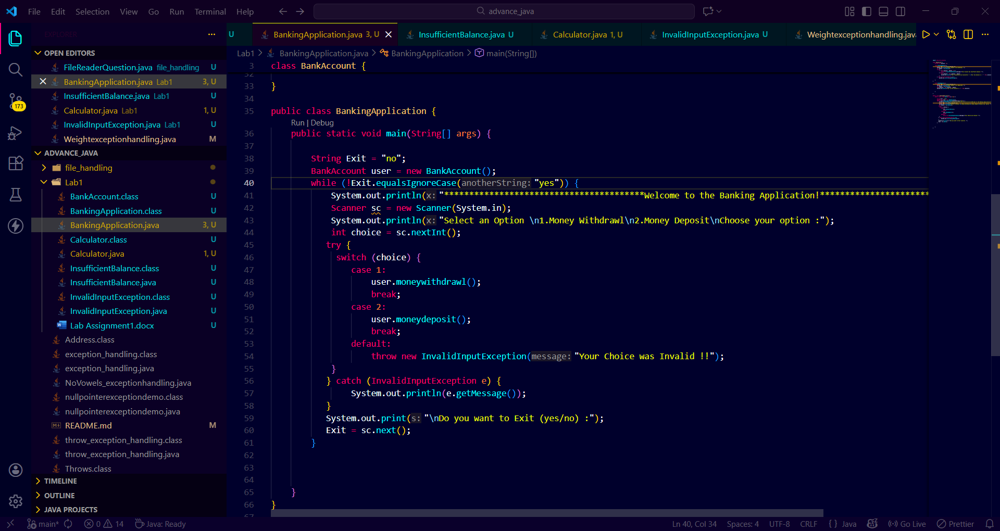 File Edit Selection View Go Run Terminal Help
advance_java
EXPLORER
U
BankingApplication.java 3, U
InsufficientBalance.java U
Calculator.java 1, U
InvalidInputException.java U
Weightexceptionhandling.java
OPEN EDITORS
FileReaderQuestion.java file_handling U
BankingApplication.java Lab1 3, U
InsufficientBalance.java Lab1 U
Calculator.java Lab1 1, U
InvalidInputException.java Lab1 U
Weightexceptionhandling.java M
ADVANCE_JAVA
file_handling
Lab1
BankAccount.class U
BankingApplication.class U
BankingApplication.java 3, U
Calculator.class U
Calculator.java 1, U
InsufficientBalance.class U
InsufficientBalance.java U
InvalidInputException.class U
InvalidInputException.java U
Lab Assignment1.docx U
Address.class
exception_handling.class
exception_handling.java
NoVowels_exceptionhandling.java
nullpointerexceptiondemo.class
nullpointerexceptiondemo.java
README.md M
throw_exception_handling.class
throw_exception_handling.java
Throws.class
TIMELINE
OUTLINE
JAVA PROJECTS
173
Lab1 > BankingApplication.java > BankingApplication > main(String[])
3 class BankAccount {
32
33 }
34
35 public class BankingApplication {
Run | Debug
36 public static void main(String[] args) {
37
38 String Exit = "no";
39 BankAccount user = new BankAccount();
40 while (!Exit.equalsIgnoreCase(anotherString: "yes")) {
41 System.out.println(x: "****************************************Welcome to the Banking Application!**********************
42 Scanner sc = new Scanner(System.in);
43 System.out.println(x: "Select an Option \n1.Money Withdrawl\n2.Money Deposit\nChoose your option :");
44 int choice = sc.nextInt();
45 try {
46 switch (choice) {
47 case 1:
48 user.moneywithdrawl();
49 break;
50 case 2:
51 user.moneydeposit();
52 break;
53 default:
54 throw new InvalidInputException(message: "Your Choice was Invalid !!");
55 }
56 } catch (InvalidInputException e) {
57 System.out.println(e.getMessage());
58 }
59 System.out.print(s: "\nDo you want to Exit (yes/no) :");
60 Exit = sc.next();
61 }
62
63
64
65 }
66 }
67
main* 0 14 Java: Ready
Ln 40, Col 34 Spaces: 4 UTF-8 CRLF { } Java Go Live Prettier